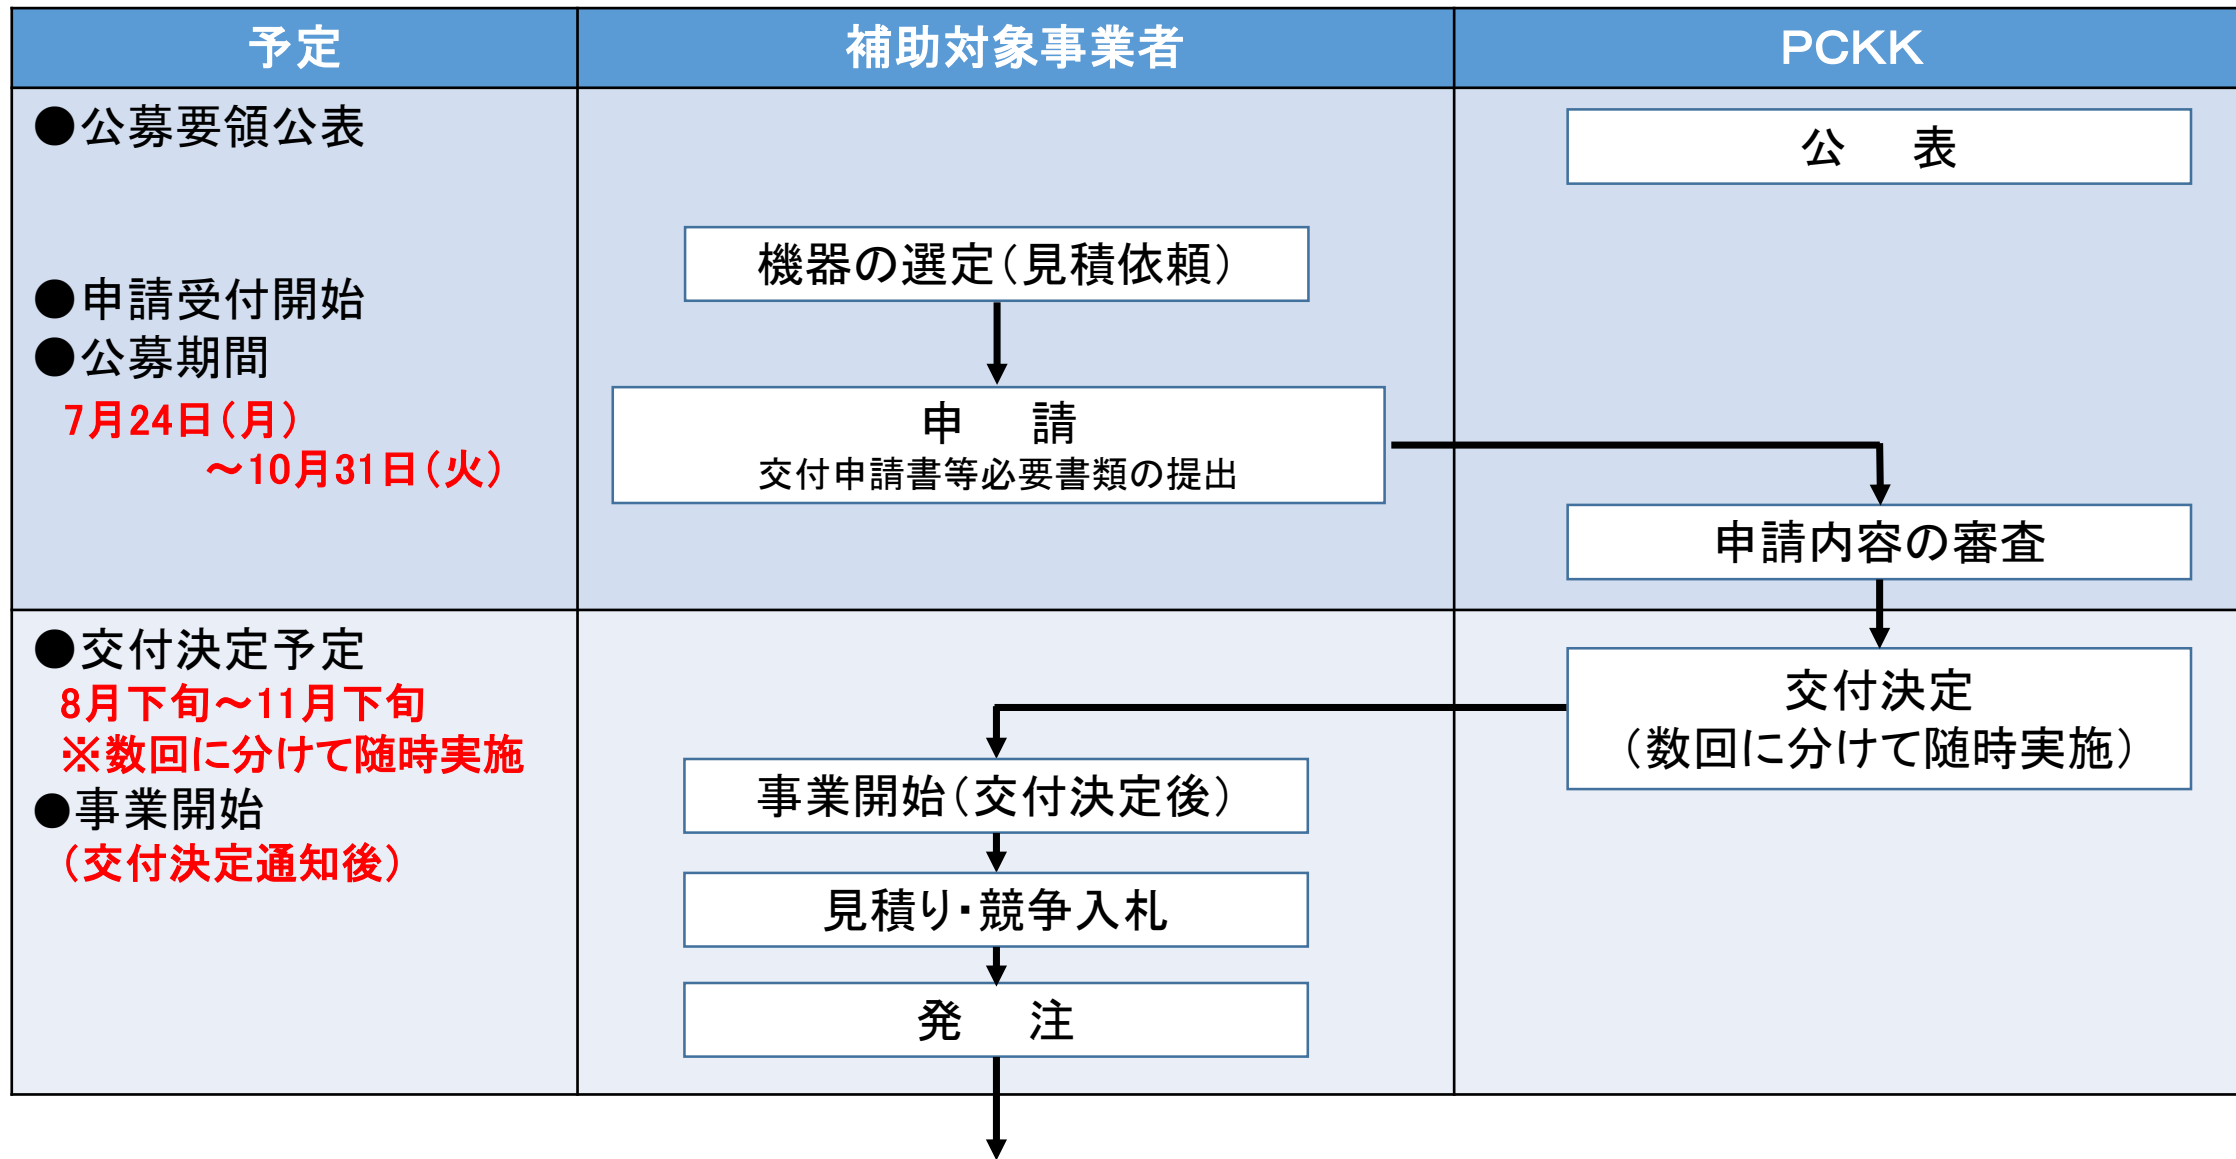 予定
補助対象事業者
PCKK
●公募要領公表
公　表
機器の選定(見積依頼)
●申請受付開始
●公募期間
7月24日(月)
～10月31日(火)
申　請
交付申請書等必要書類の提出
申請内容の審査
●交付決定予定
8月下旬～11月下旬
※数回に分けて随時実施
●事業開始
(交付決定通知後)
交付決定
(数回に分けて随時実施)
事業開始(交付決定後)
見積り・競争入札
発　注